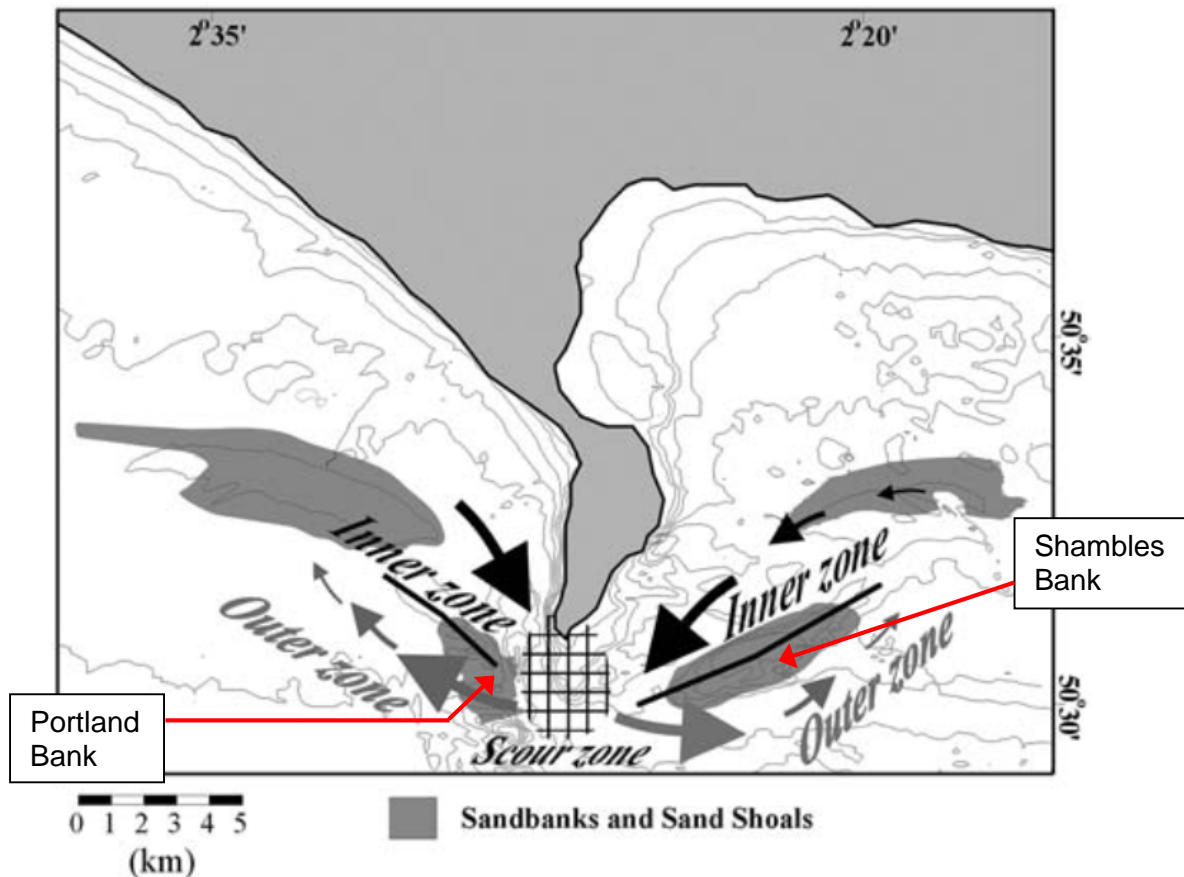 2°35'
2°20'
50°35'
Inner zone
Inner zone
Shambles
Bank
Outer zone
Outer zone
Portland
Bank
50°30'
Scour zone
0 1 2 3 4 5
(km)
Sandbanks and Sand Shoals